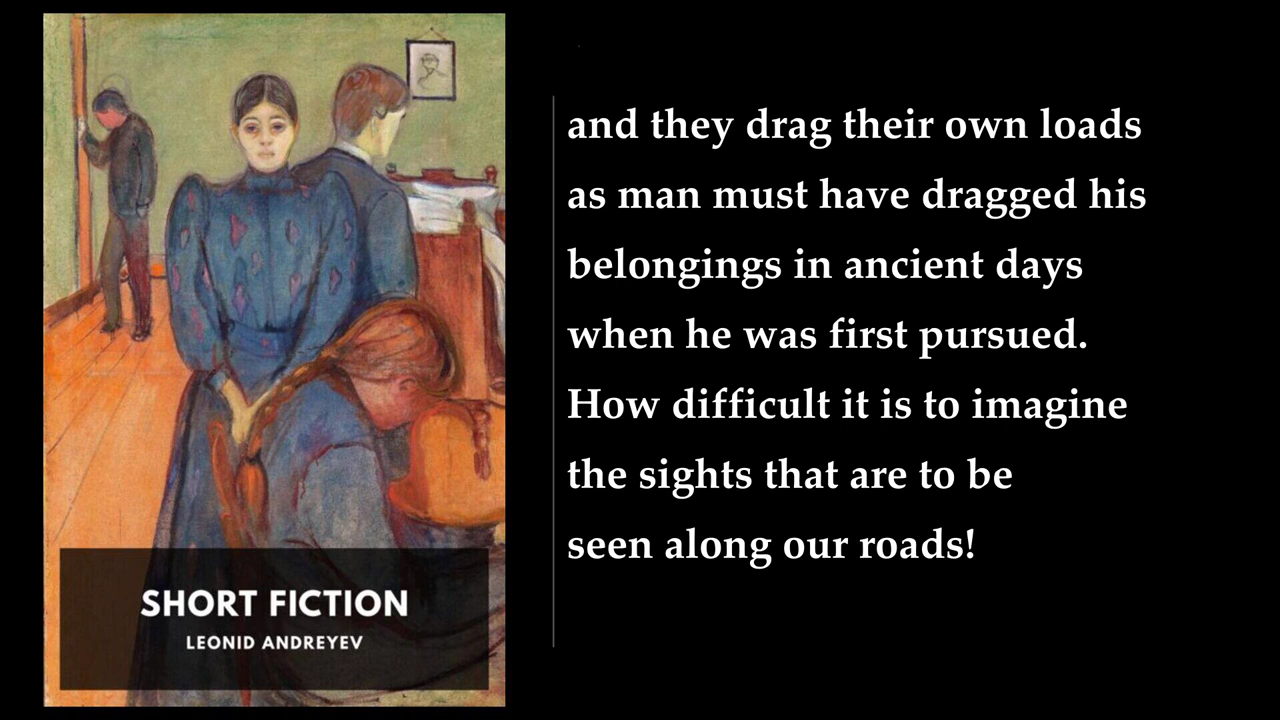 SHORT FICTION
LEONID ANDREYEV
and they drag their own loads
as man must have dragged his
belongings in ancient days
when he was first pursued.
How difficult it is to imagine
the sights that are to be
seen along our roads!